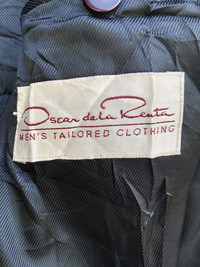 Oscar de la Renta
MEN'S TAILORED CLOTHING